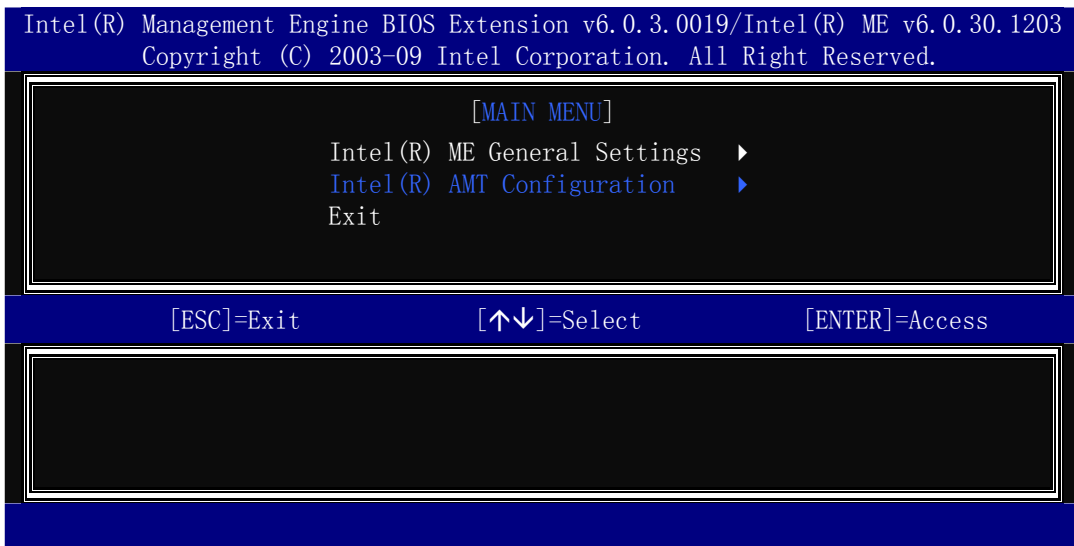 Intel(R) Management Engine BIOS Extension v6.0.3.0019/Intel(R) ME v6.0.30.1203
Copyright (C) 2003-09 Intel Corporation. All Right Reserved.
[MAIN MENU]
Intel(R) ME General Settings ▶
Intel(R) AMT Configuration ▶
Exit
[ESC]=Exit [↑↓]=Select [ENTER]=Access